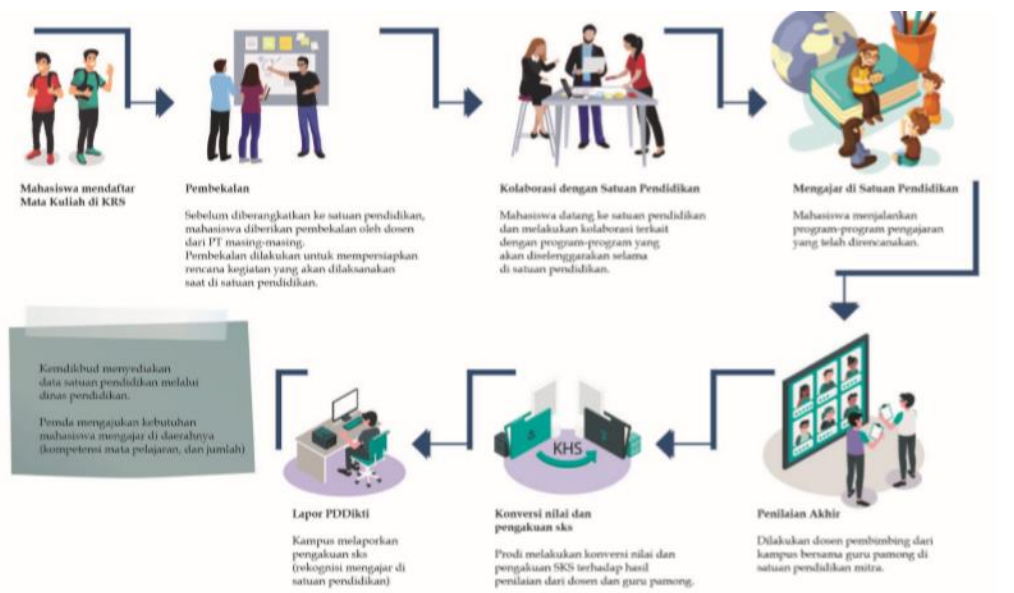 Mahasiswa mendaftar
Mata Kuliah di KRS
Pembekalan
Sebelum diberangkatkan ke satuan pendidikan,
mahasiswa diberikan pembekalan oleh dosen
dari PT masing-masing.
Pembekalan dilakukan untuk mempersiapkan
rencana kegiatan yang akan dilaksanakan
saat di satuan pendidikan.
Kolaborasi dengan Satuan Pendidikan
Mahasiswa datang ke satuan pendidikan
dan melakukan kolaborasi terkait
dengan program-program yang
akan diselenggarakan selama
di satuan pendidikan.
Mengajar di Satuan Pendidikan
Mahasiswa menjalankan
program-program pengajaran
yang telah direncanakan.
Kemdikbud menyediakan
data satuan pendidikan melalui
dinas pendidikan.
Pemda mengajukan kebutuhan
mahasiswa mengajar di daerahnya
(kompetensi mata pelajaran, dan jumlah)
Lapor PDDikti
Kampus melaporkan
pengakuan sks
(rekognisi mengajar di
satuan pendidikan)
KHS
Konversi nilai dan
pengakuan sks
Prodi melakukan konversi nilai dan
pengakuan SKS terhadap hasil
penilaian dari dosen dan guru pamong.
Penilaian Akhir
Dilakukan dosen pembimbing dari
kampus bersama guru pamong di
satuan pendidikan mitra.